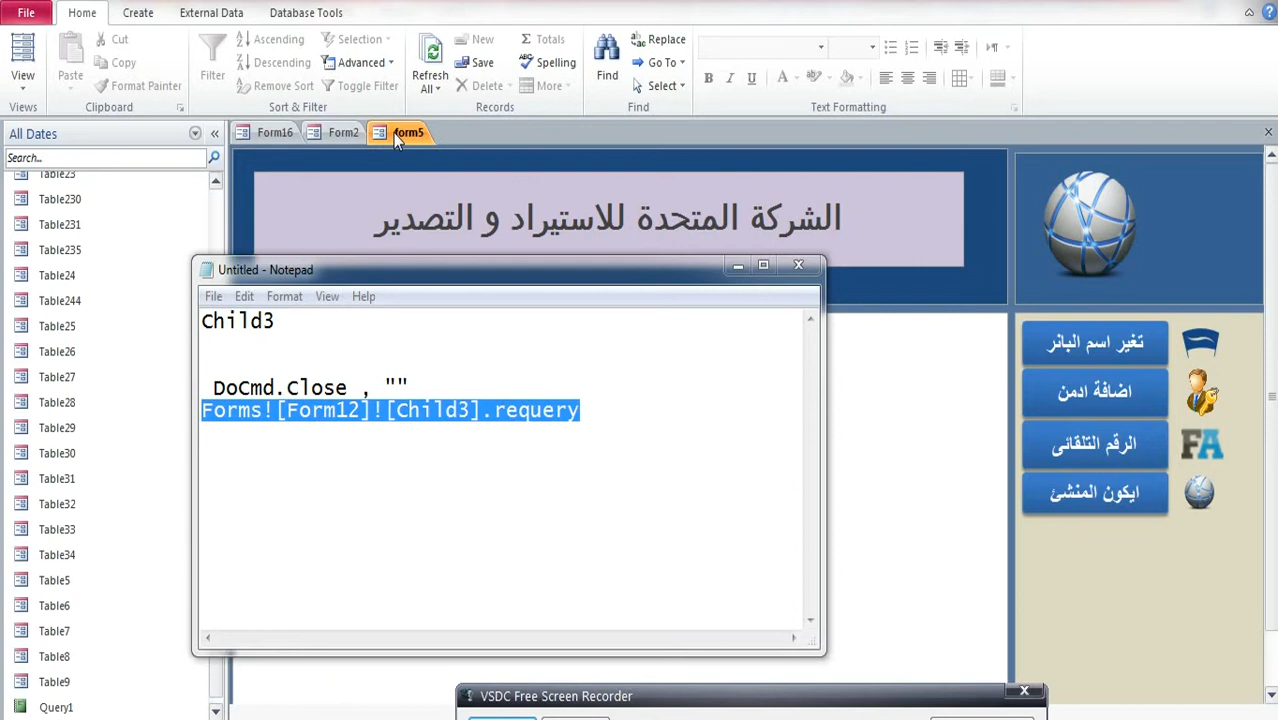 File Home Create External Data Database Tools
View
Views
Paste
Cut
Copy
Format Painter
Clipboard
Filter
Ascending
Descending
Remove Sort
Selection
Advanced
Toggle Filter
Sort & Filter
Refresh
All
New
Save
Delete
Totals
Spelling
More
Records
Find
Replace
Go To
Select
Find
B I U A
Text Formatting
All Dates
Search...
Form16 Form2 form5
Table23
Table230
Table231
Table235
Table24
Table244
Table25
Table26
Table27
Table28
Table29
Table30
Table31
Table32
Table33
Table34
Table5
Table6
Table7
Table8
Table9
Query1
الشركة المتحدة للاستيراد و التصدير
Untitled - Notepad
File Edit Format View Help
Child3
DoCmd.Close , ""
Forms![Form12]![Child3].requery
تغير اسم البانر
اضافة ادمن
الرقم التلقائى
FA
ايكون المنشئ
VSDC Free Screen Recorder